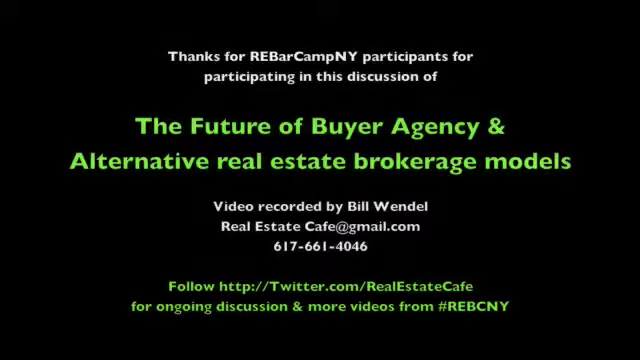 Thanks for REBarCampNY participants for
participating in this discussion of
The Future of Buyer Agency &
Alternative real estate brokerage models
Video recorded by Bill Wendel
Real Estate Cafe@gmail.com
617-661-4046
Follow http://Twitter.com/RealEstateCafe
for ongoing discussion & more videos from #REBCNY